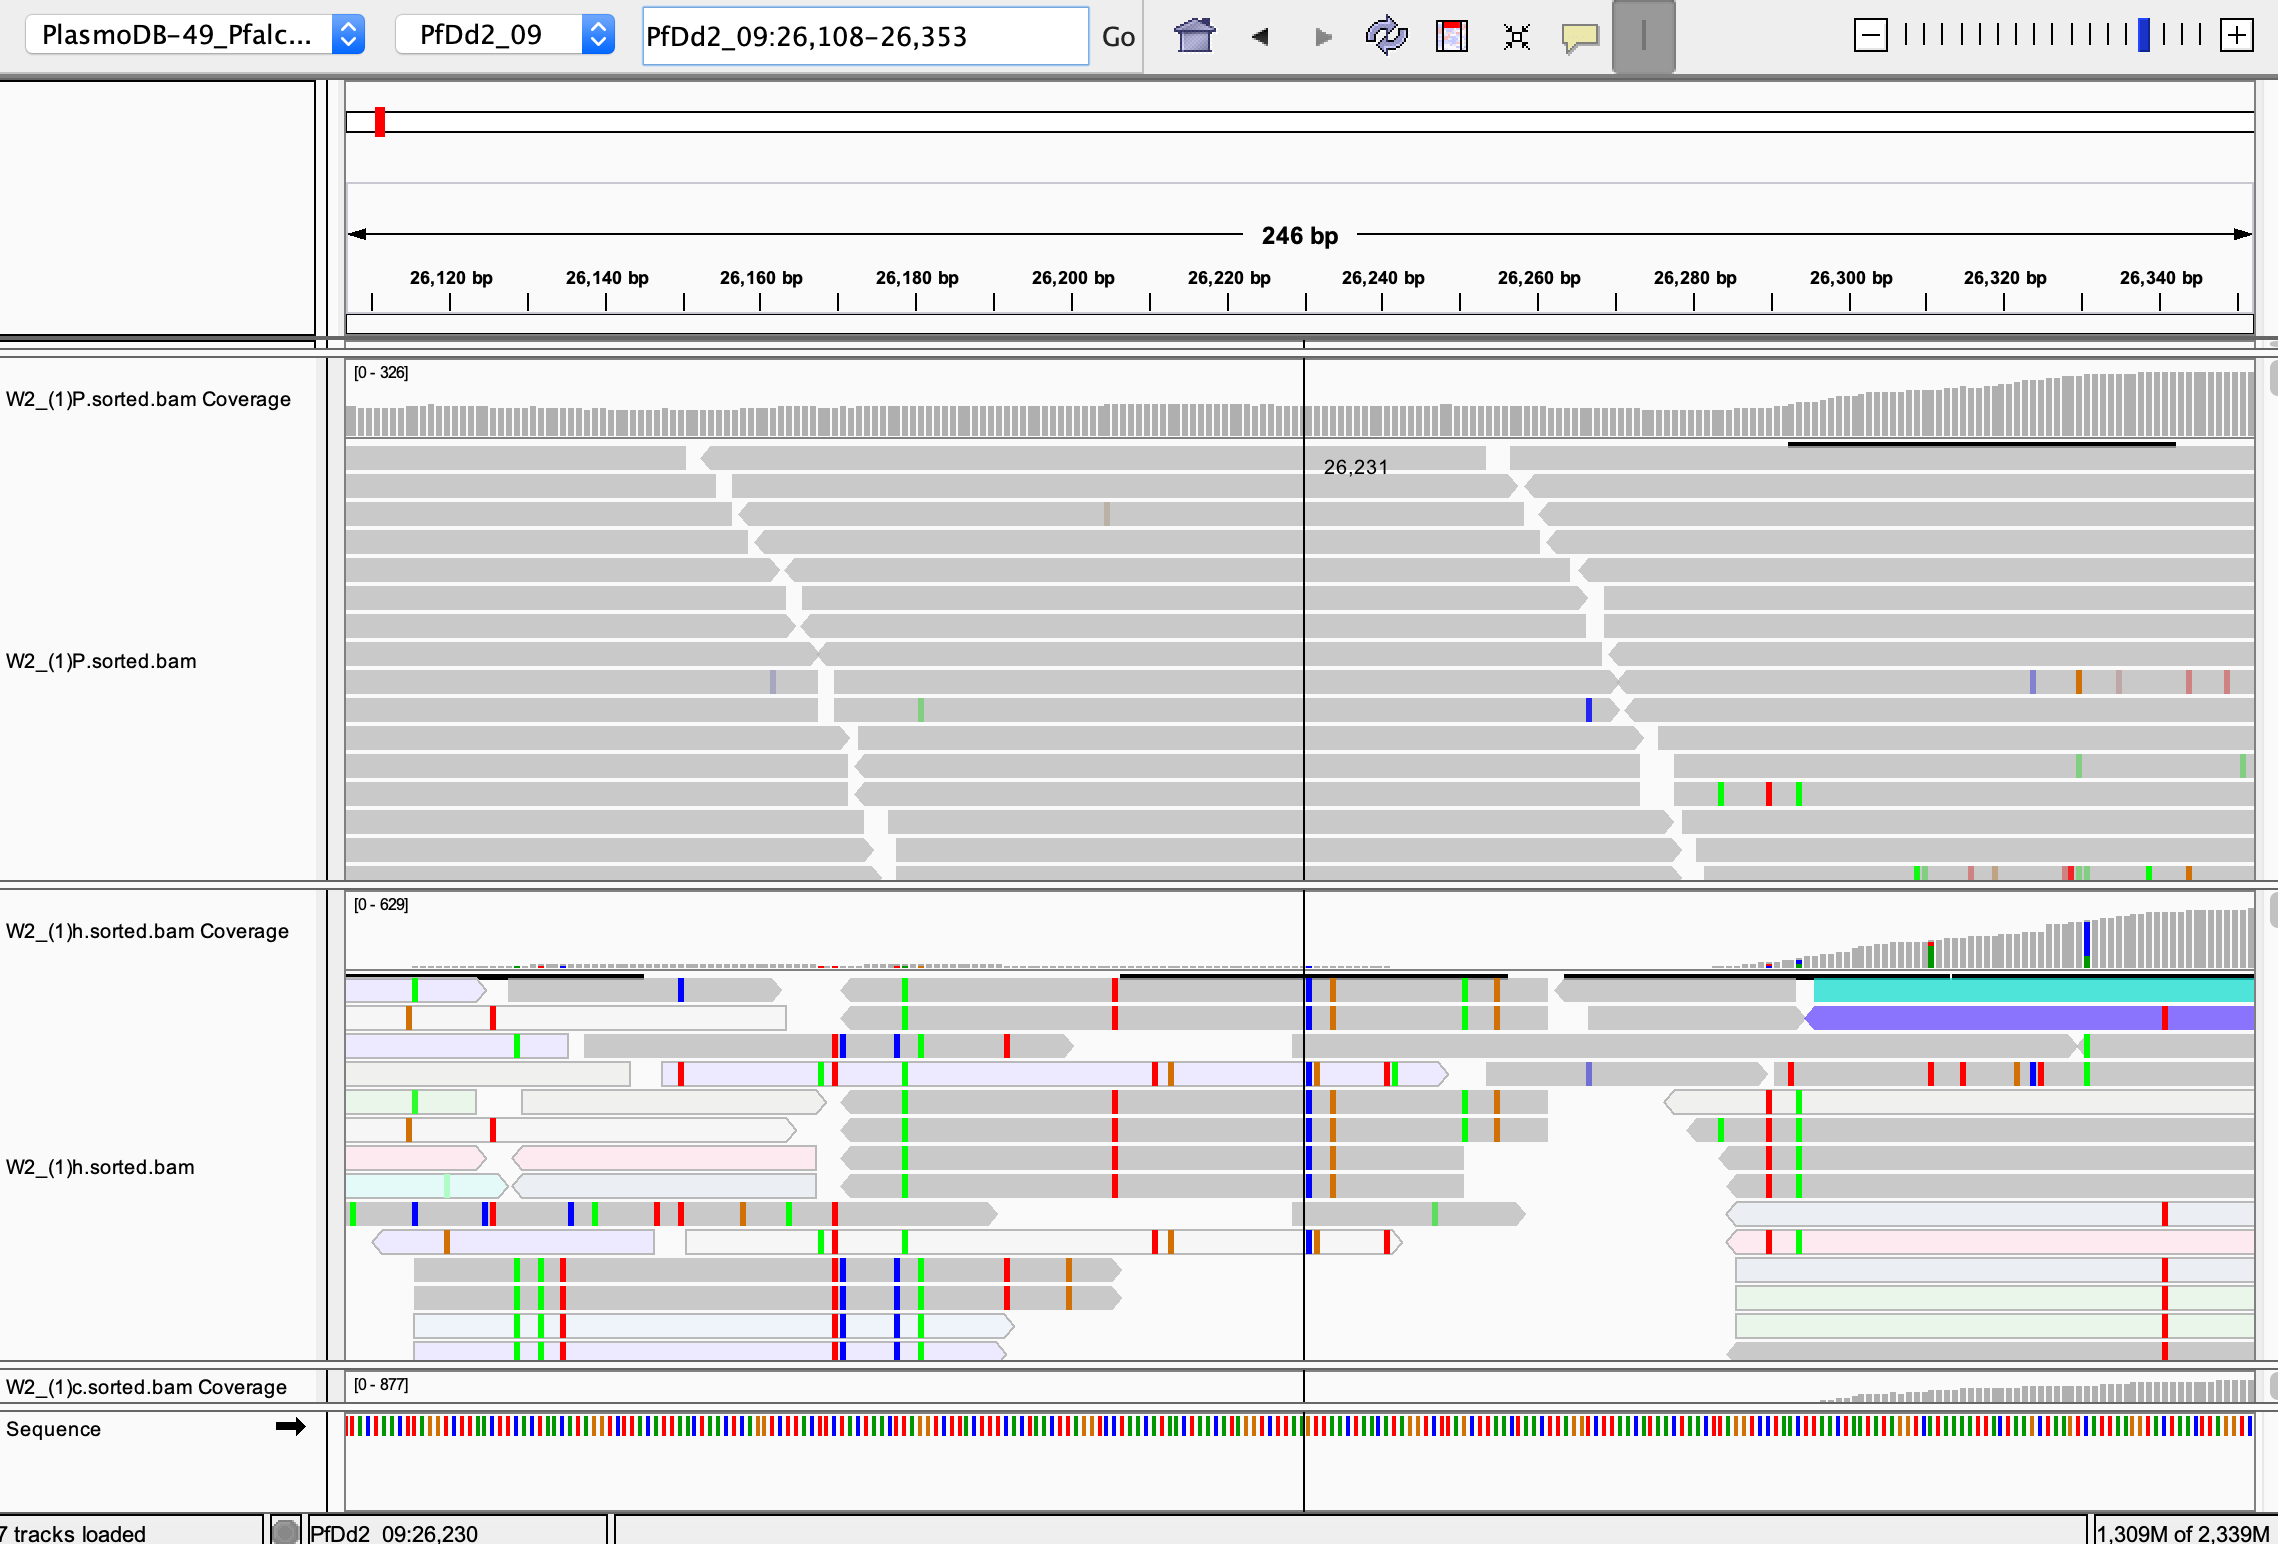 PlasmoDB-49_Pfalc... PfDd2_09 PfDd2_09:26,108-26,353 Go
246 bp
26,120 bp 26,140 bp 26,160 bp 26,180 bp 26,200 bp 26,220 bp 26,240 bp 26,260 bp 26,280 bp 26,300 bp 26,320 bp 26,340 bp
[0 - 326]
W2_(1)P.sorted.bam Coverage
26,231
W2_(1)P.sorted.bam
[0 - 629]
W2_(1)h.sorted.bam Coverage
W2_(1)h.sorted.bam
W2_(1)c.sorted.bam Coverage [0 - 877]
Sequence
7 tracks loaded PfDd2_09:26,230 1,309M of 2,339M